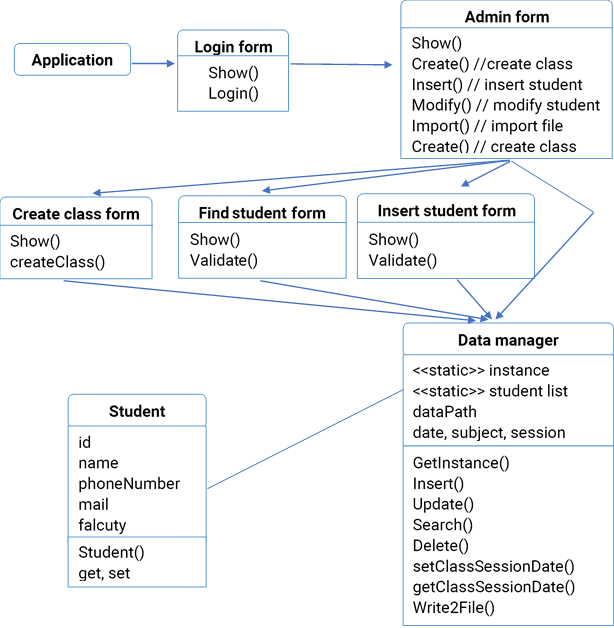 Application
Login form
Show()
Login()
Admin form
Show()
Create() //create class
Insert() // insert student
Modify() // modify student
Import() // import file
Create() // create class
Create class form
Show()
createClass()
Find student form
Show()
Validate()
Insert student form
Show()
Validate()
Data manager
<<static>> instance
<<static>> student list
dataPath
date, subject, session
GetInstance()
Insert()
Update()
Search()
Delete()
setClassSessionDate()
getClassSessionDate()
Write2File()
Student
id
name
phoneNumber
mail
falcuty
Student()
get, set